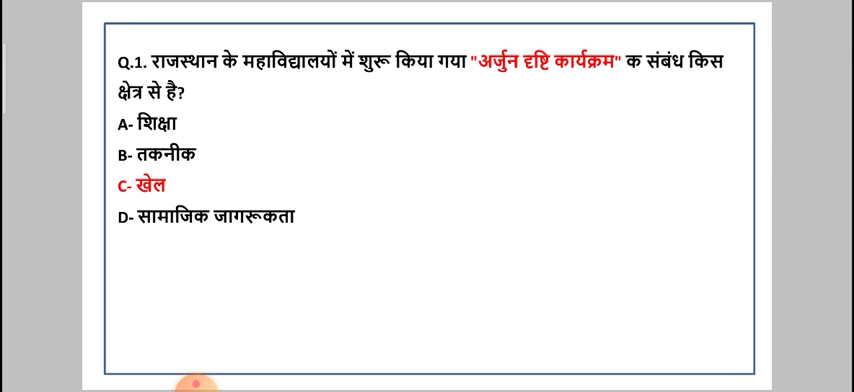 Q.1. राजस्थान के महाविद्यालयों में शुरू किया गया "अर्जुन दृष्टि कार्यक्रम" क संबंध किस
क्षेत्र से है?
A- शिक्षा
B- तकनीक
C- खेल
D- सामाजिक जागरूकता